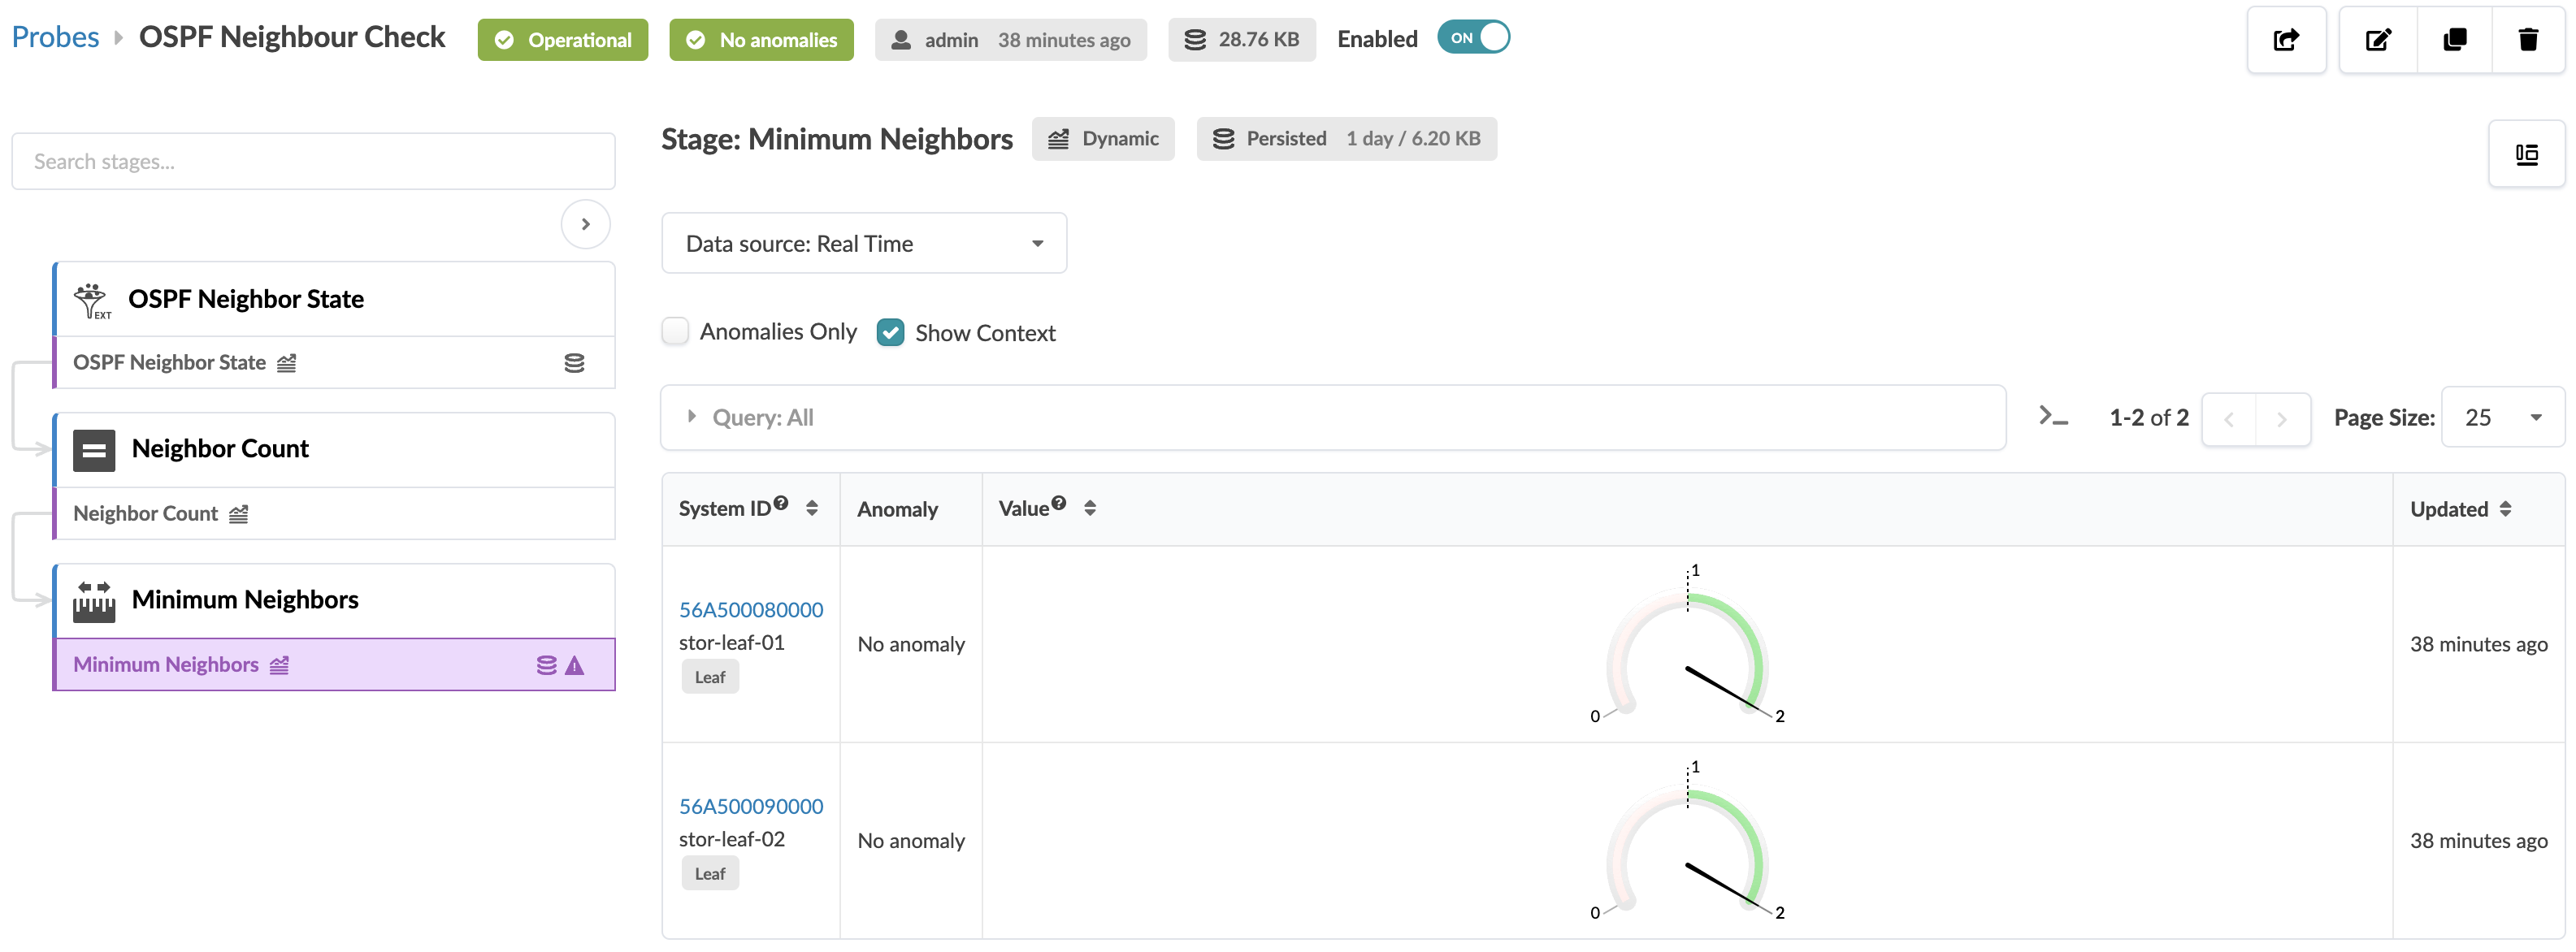 Probes OSPF Neighbour Check Operational No anomalies admin 38 minutes ago 28.76 KB Enabled ON
Search stages...
OSPF Neighbor State
EXT
OSPF Neighbor State
Neighbor Count
Neighbor Count
Minimum Neighbors
Minimum Neighbors
Stage: Minimum Neighbors Dynamic Persisted 1 day / 6.20 KB
Data source: Real Time
Anomalies Only Show Context
Query: All 1-2 of 2 Page Size: 25
System ID Anomaly Value Updated
56A500080000
stor-leaf-01
Leaf
No anomaly
1
0
2
38 minutes ago
56A500090000
stor-leaf-02
Leaf
No anomaly
1
0
2
38 minutes ago